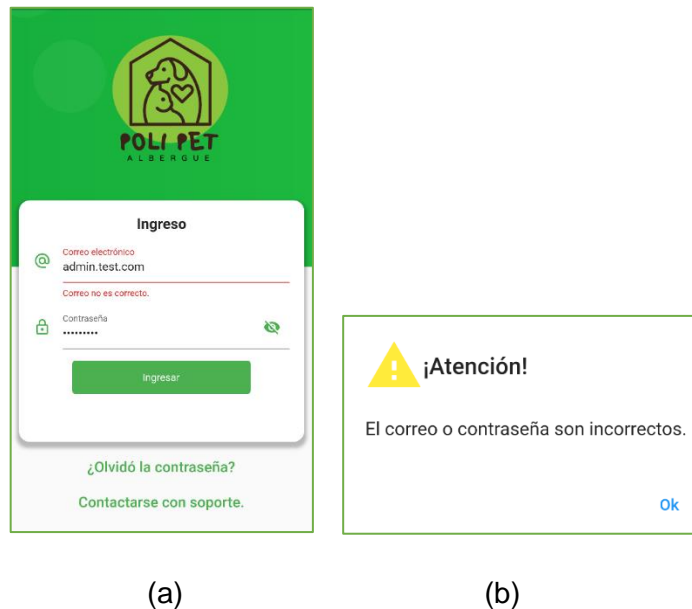 POLI PET
ALBERGUE
Ingreso
Correo electrónico
admin.test.com
Correo no es correcto.
Contraseña
•••••••••
Ingresar
¿Olvidó la contraseña?
Contactarse con soporte.
(a)
¡Atención!
El correo o contraseña son incorrectos.
Ok
(b)